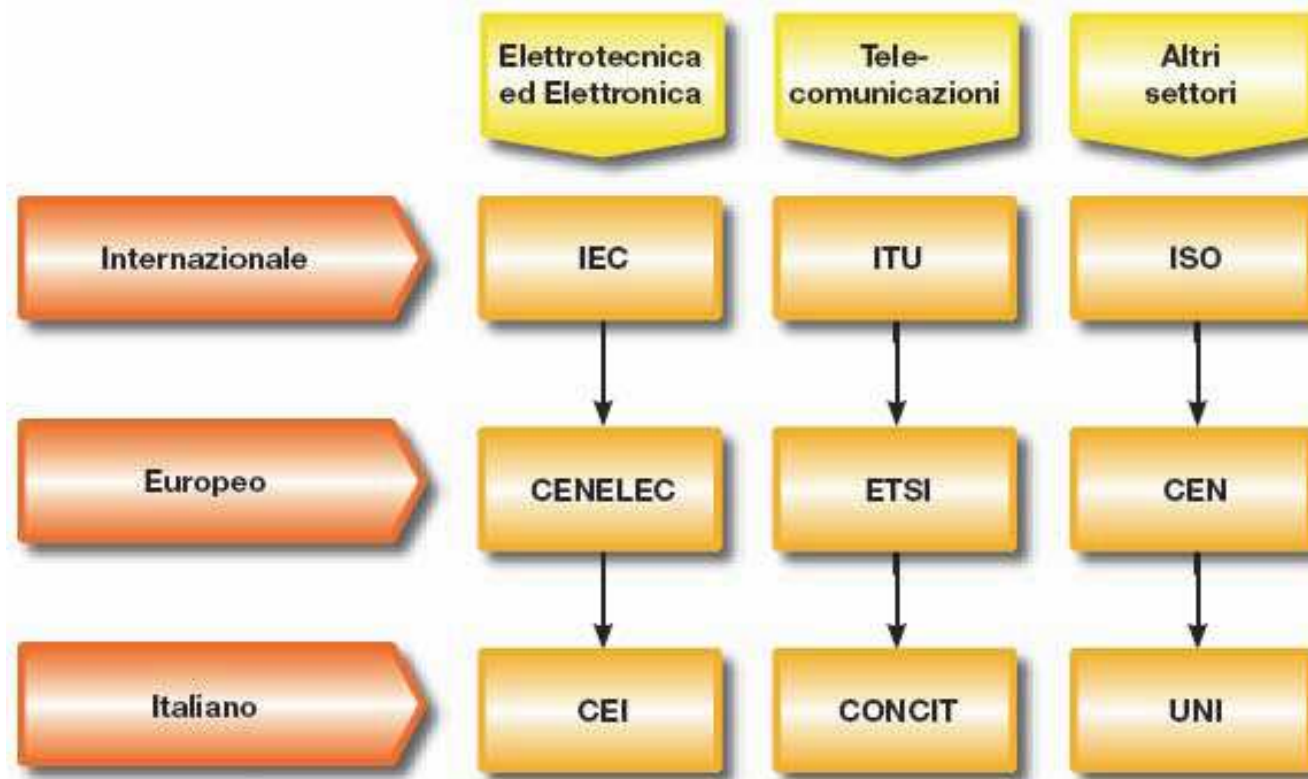 Elettrotecnica
ed Elettronica
Tele-
comunicazioni
Altri
settori
Internazionale
IEC
ITU
ISO
Europeo
CENELEC
ETSI
CEN
Italiano
CEI
CONCIT
UNI